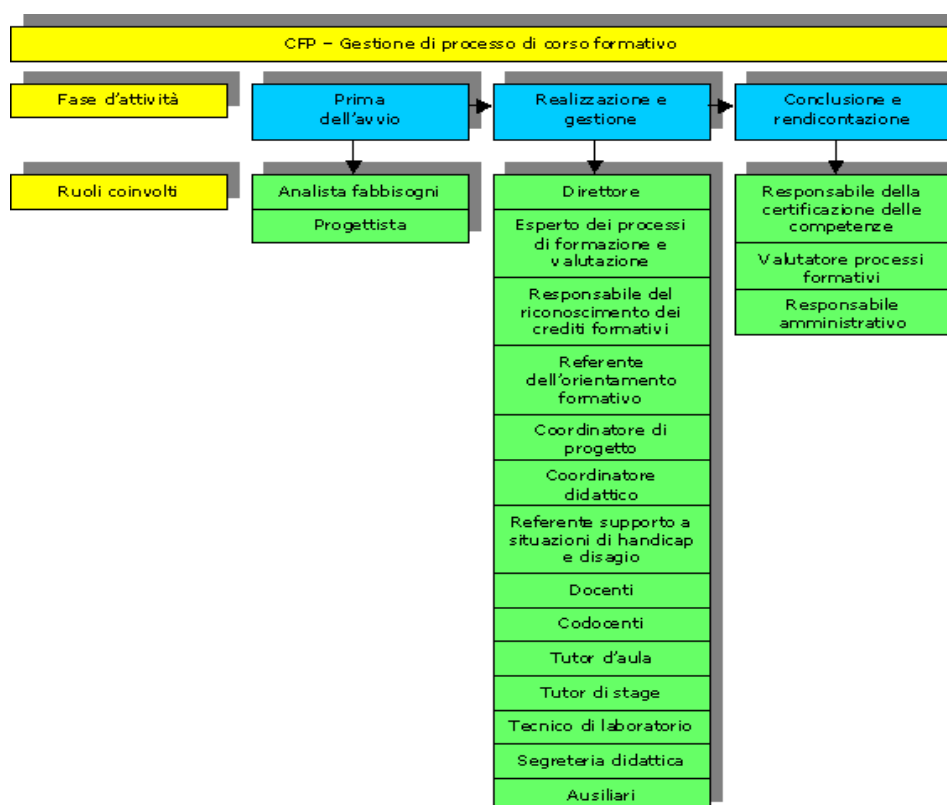 CFP – Gestione di processo di corso formativo
Fase d'attività
Prima
dell'avvio
Realizzazione e
gestione
Conclusione e
rendicontazione
Ruoli coinvolti
Analista fabbisogni
Progettista
Direttore
Esperto dei processi
di formazione e
valutazione
Responsabile del
riconoscimento dei
crediti formativi
Referente
dell'orientamento
formativo
Coordinatore di
progetto
Coordinatore
didattico
Referente supporto a
situazioni di handicap
e disagio
Docenti
Codocenti
Tutor d'aula
Tutor di stage
Tecnico di laboratorio
Segreteria didattica
Ausiliari
Responsabile della
certificazione delle
competenze
Valutatore processi
formativi
Responsabile
amministrativo